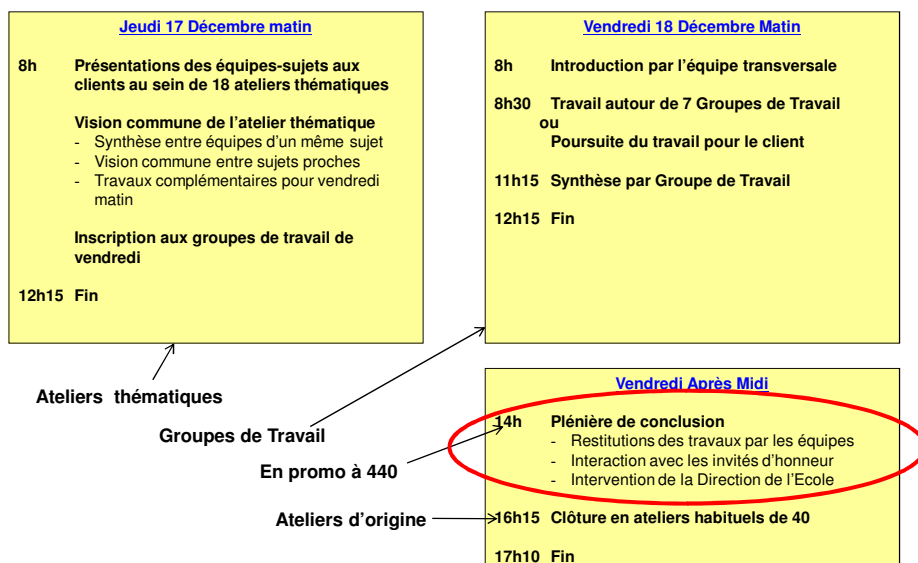 Jeudi 17 Décembre matin
8h Présentations des équipes-sujets aux
clients au sein de 18 ateliers thématiques
Vision commune de l'atelier thématique
- Synthèse entre équipes d'un même sujet
- Vision commune entre sujets proches
- Travaux complémentaires pour vendredi
matin
Inscription aux groupes de travail de
vendredi
12h15 Fin
Vendredi 18 Décembre Matin
8h Introduction par l'équipe transversale
8h30 Travail autour de 7 Groupes de Travail
ou
Poursuite du travail pour le client
11h15 Synthèse par Groupe de Travail
12h15 Fin
Ateliers thématiques
Groupes de Travail
En promo à 440
Ateliers d'origine
Vendredi Après Midi
14h Plénière de conclusion
- Restitutions des travaux par les équipes
- Interaction avec les invités d'honneur
- Intervention de la Direction de l'Ecole
16h15 Clôture en ateliers habituels de 40
17h10 Fin